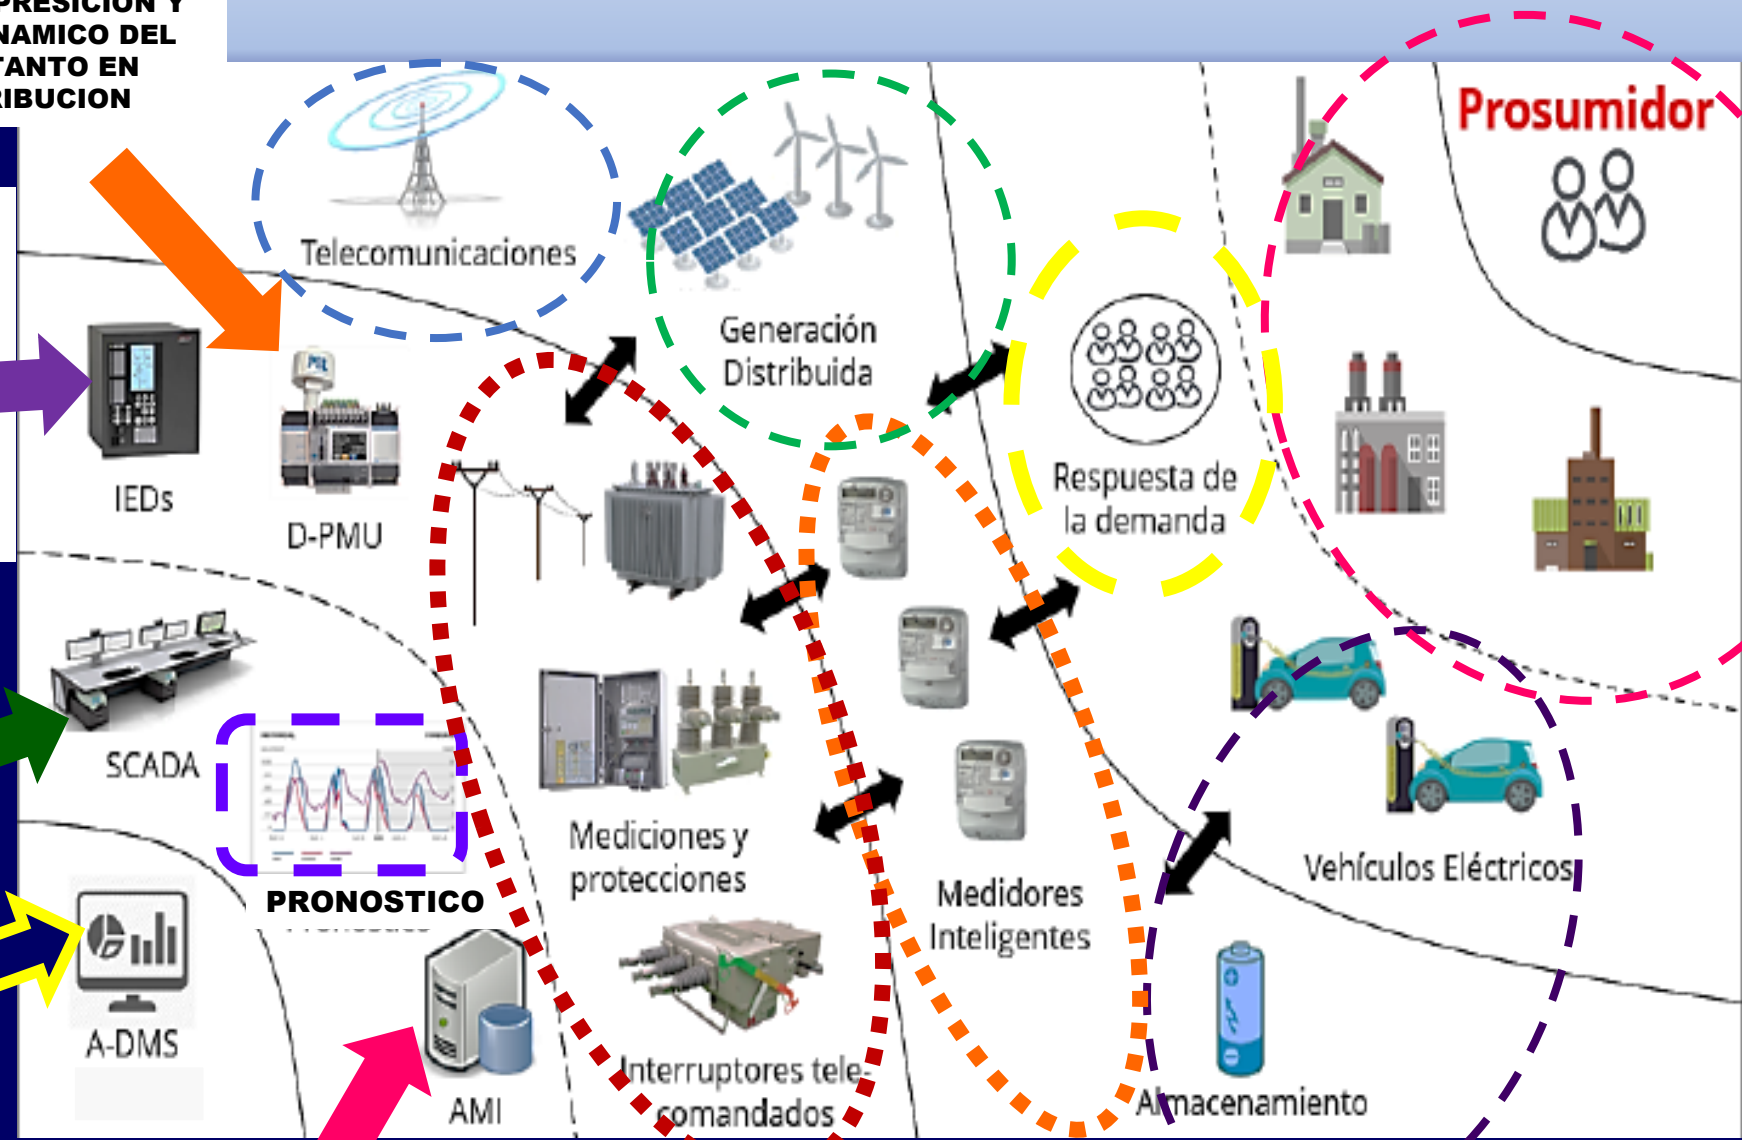 PRESICION Y
NAMICO DEL
TANTO EN
RIBUCION
Prosumidor
Telecomunicaciones
Generación
Distribuida
IEDs
D-PMU
Respuesta de
la demanda
SCADA
PRONOSTICO
Mediciones y
protecciones
Medidores
Inteligentes
Vehículos Eléctricos
A-DMS
AMI
Interruptores tele-
comandados
Almacenamiento